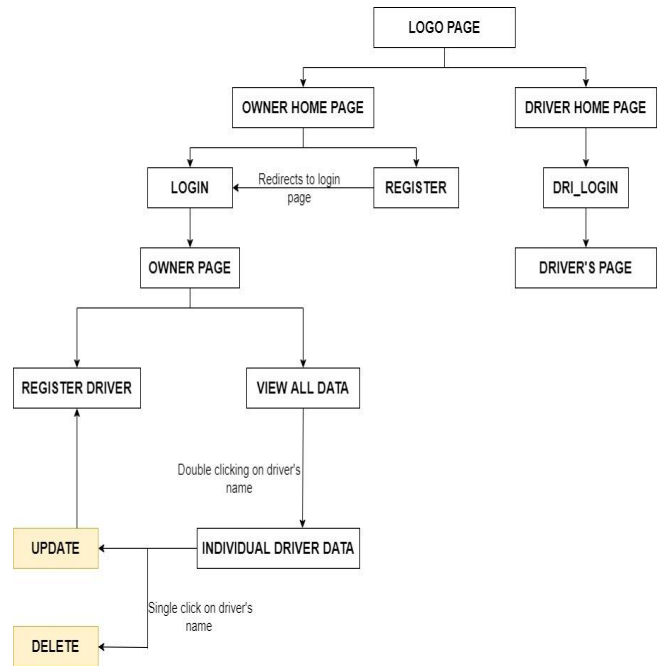 LOGO PAGE
OWNER HOME PAGE
DRIVER HOME PAGE
LOGIN
Redirects to login
page
REGISTER
DRI_LOGIN
OWNER PAGE
DRIVER'S PAGE
REGISTER DRIVER
VIEW ALL DATA
Double clicking on driver's
name
UPDATE
INDIVIDUAL DRIVER DATA
Single click on driver's
name
DELETE